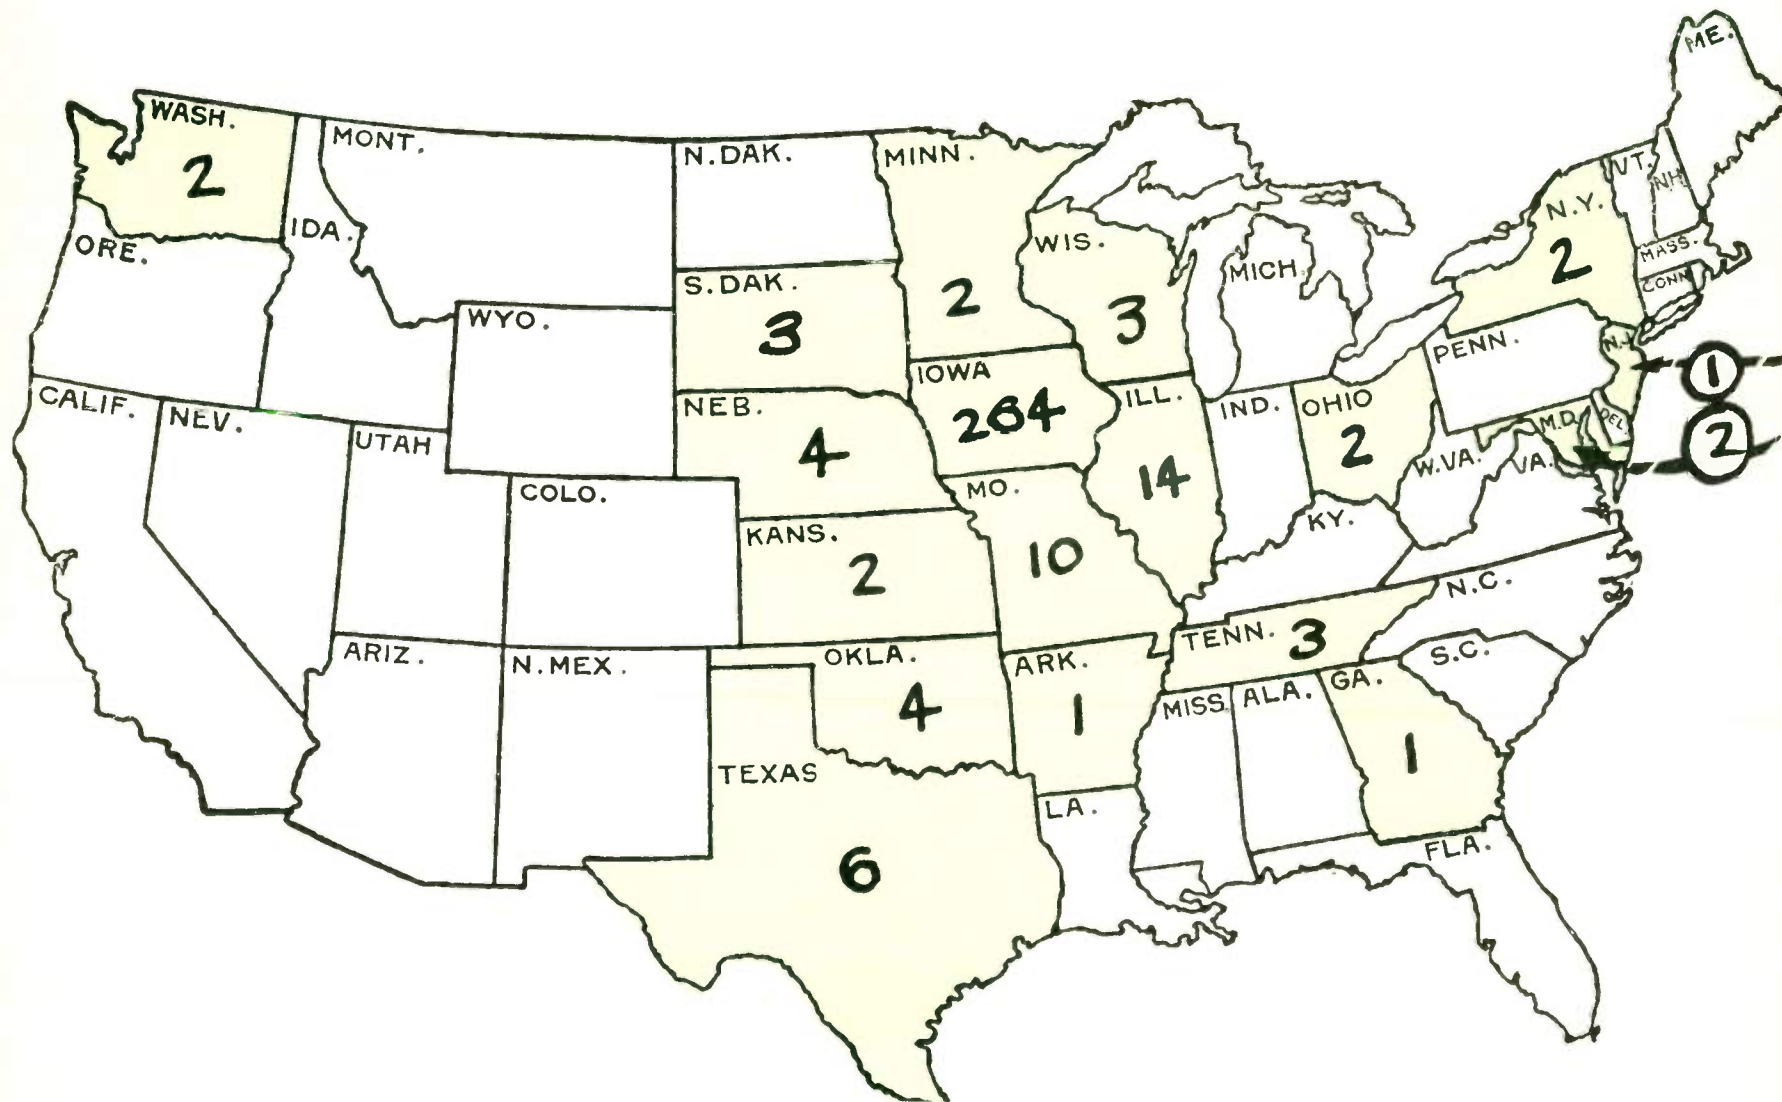 ME.
WASH.
2
MONT.
N.DAK.
MINN.
2
VT.
N.H.
N.Y.
2
IDA.
ORE.
WIS.
3
MASS.
CONN.
MICH.
S.DAK.
3
WYO.
PENN.
N.J.
1
IOWA
264
CALIF.
NEV.
NEB.
4
ILL.
14
IND.
OHIO
2
M.D.
DEL.
2
UTAH
W.VA.
VA.
COLO.
MO.
10
KY.
KANS.
2
N.C.
TENN.
3
ARIZ.
N.MEX.
OKLA.
4
ARK.
1
S.C.
GA.
1
MISS.
ALA.
TEXAS
6
LA.
FLA.